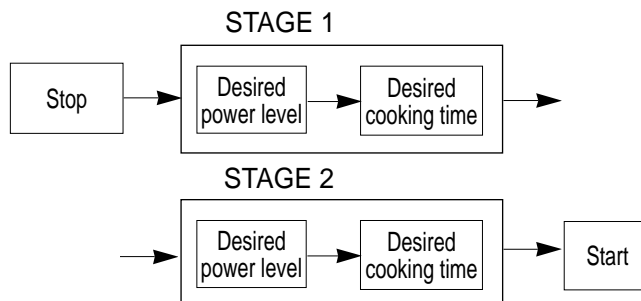 STAGE 1
Stop
Desired
power level
Desired
cooking time
STAGE 2
Desired
power level
Desired
cooking time
Start